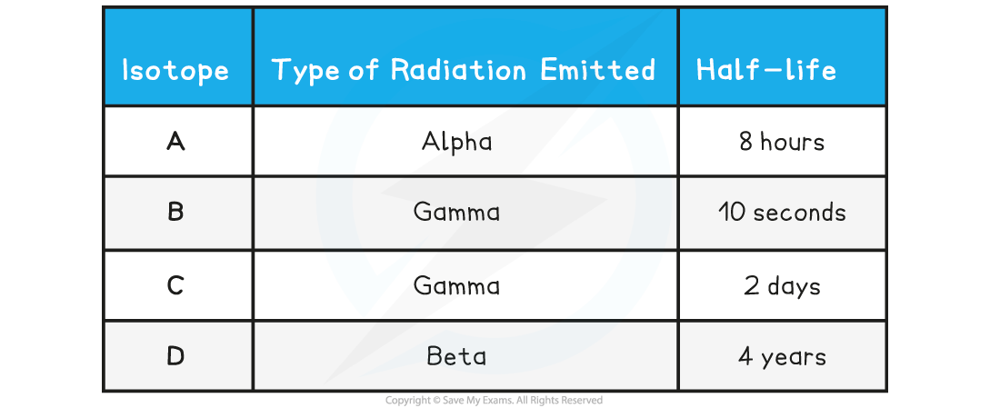 Isotope Type of Radiation Emitted Half-life
A Alpha 8 hours
B Gamma 10 seconds
C Gamma 2 days
D Beta 4 years
Copyright © Save My Exams. All Rights Reserved